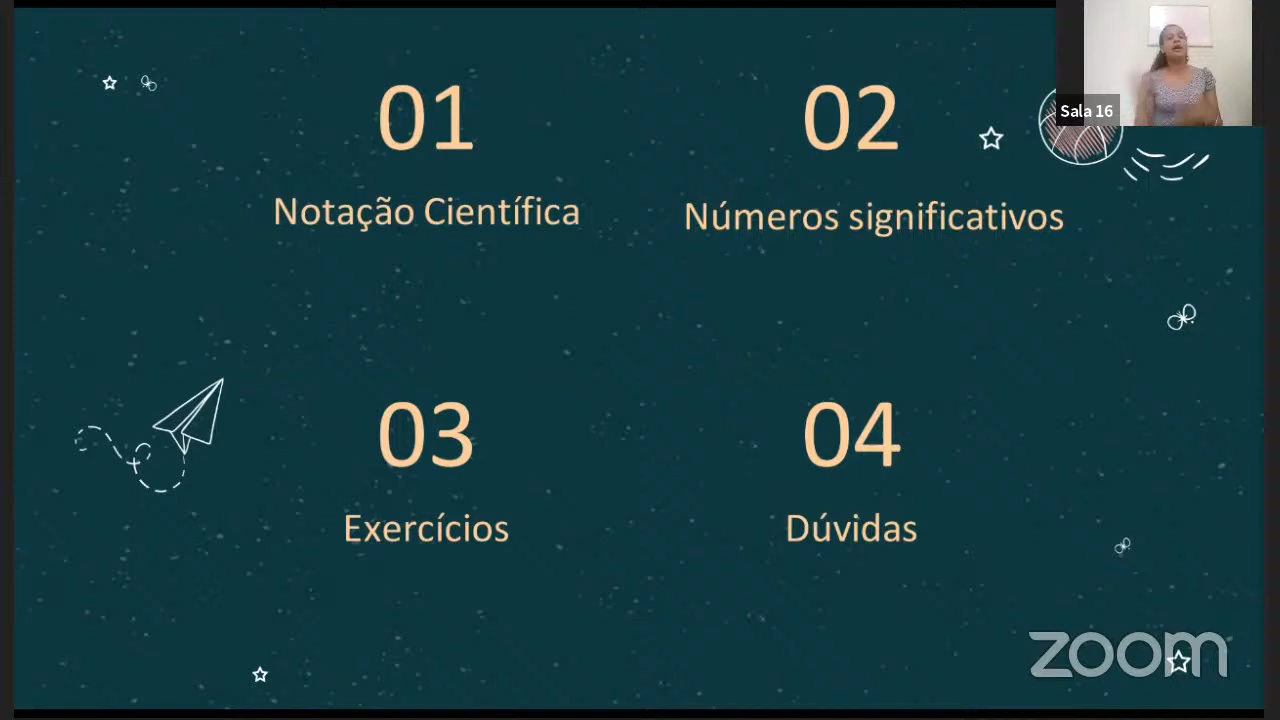 01
02
Sala 16
Notação Científica
Números significativos
03
04
Exercícios
Dúvidas
zoom